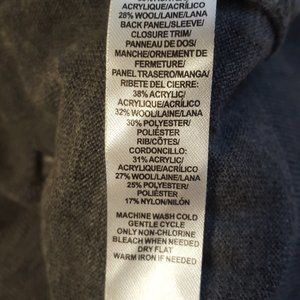 ACRYLIQUE/ACRÍLICO
28% WOOL/LAINE/LANA
BACK PANEL/SLEEVE/
CLOSURE TRIM/
PANNEAU DE DOS/
MANCHE/ORNEMENT DE
FERMETURE/
PANEL TRASERO/MANGA/
RIBETE DEL CIERRE:
38% ACRYLIC/
ACRYLIQUE/ACRÍLICO
32% WOOL/LAINE/LANA
30% POLYESTER/
POLIÉSTER
RIB/CÔTES/
CORDONCILLO:
31% ACRYLIC/
ACRYLIQUE/ACRÍLICO
27% WOOL/LAINE/LANA
25% POLYESTER/
POLIÉSTER
17% NYLON/NILÓN
MACHINE WASH COLD
GENTLE CYCLE
ONLY NON-CHLORINE
BLEACH WHEN NEEDED
DRY FLAT
WARM IRON IF NEEDED